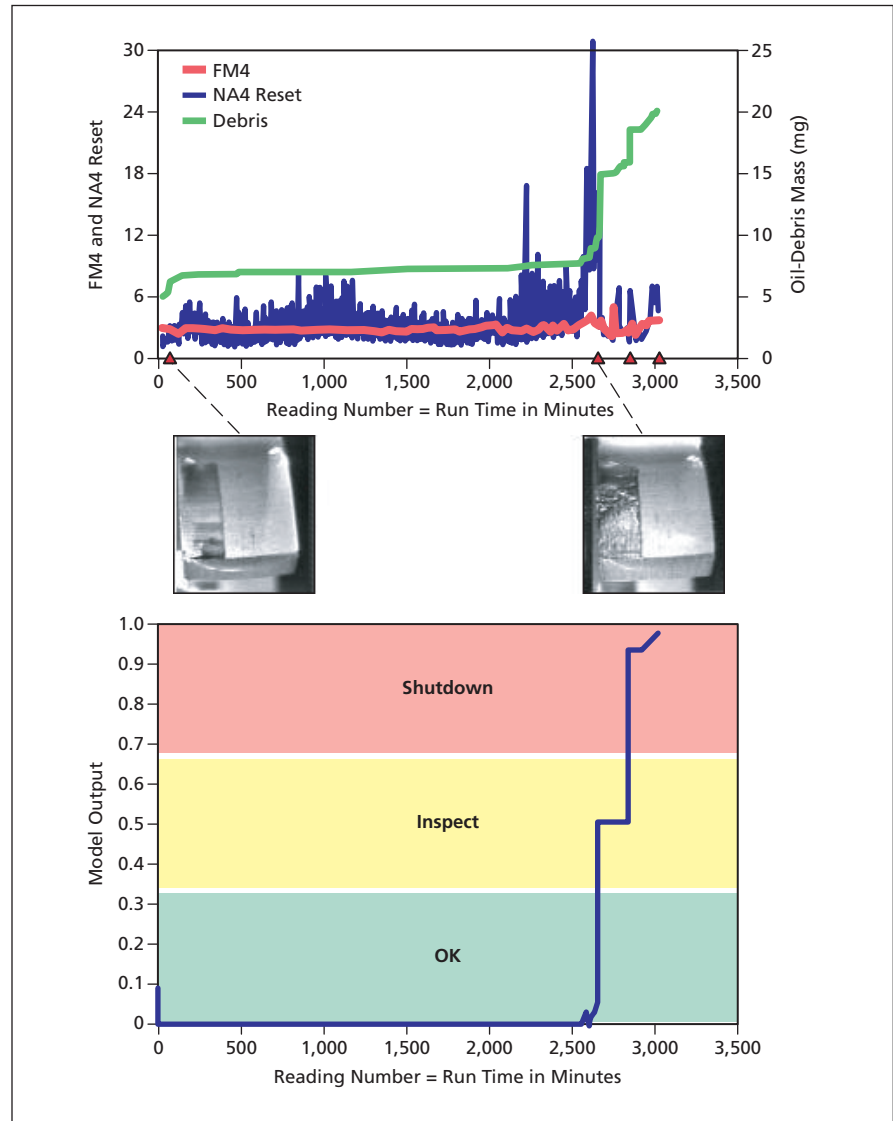 30
24
18
12
6
0
FM4 and NA4 Reset
FM4
NA4 Reset
Debris
25
20
15
10
5
0
Oil-Debris Mass (mg)
0 500 1,000 1,500 2,000 2,500 3,000 3,500
Reading Number = Run Time in Minutes
1.0
0.9
0.8
0.7
0.6
0.5
0.4
0.3
0.2
0.1
0
Model Output
Shutdown
Inspect
OK
0 500 1,000 1,500 2,000 2,500 3,000 3,500
Reading Number = Run Time in Minutes